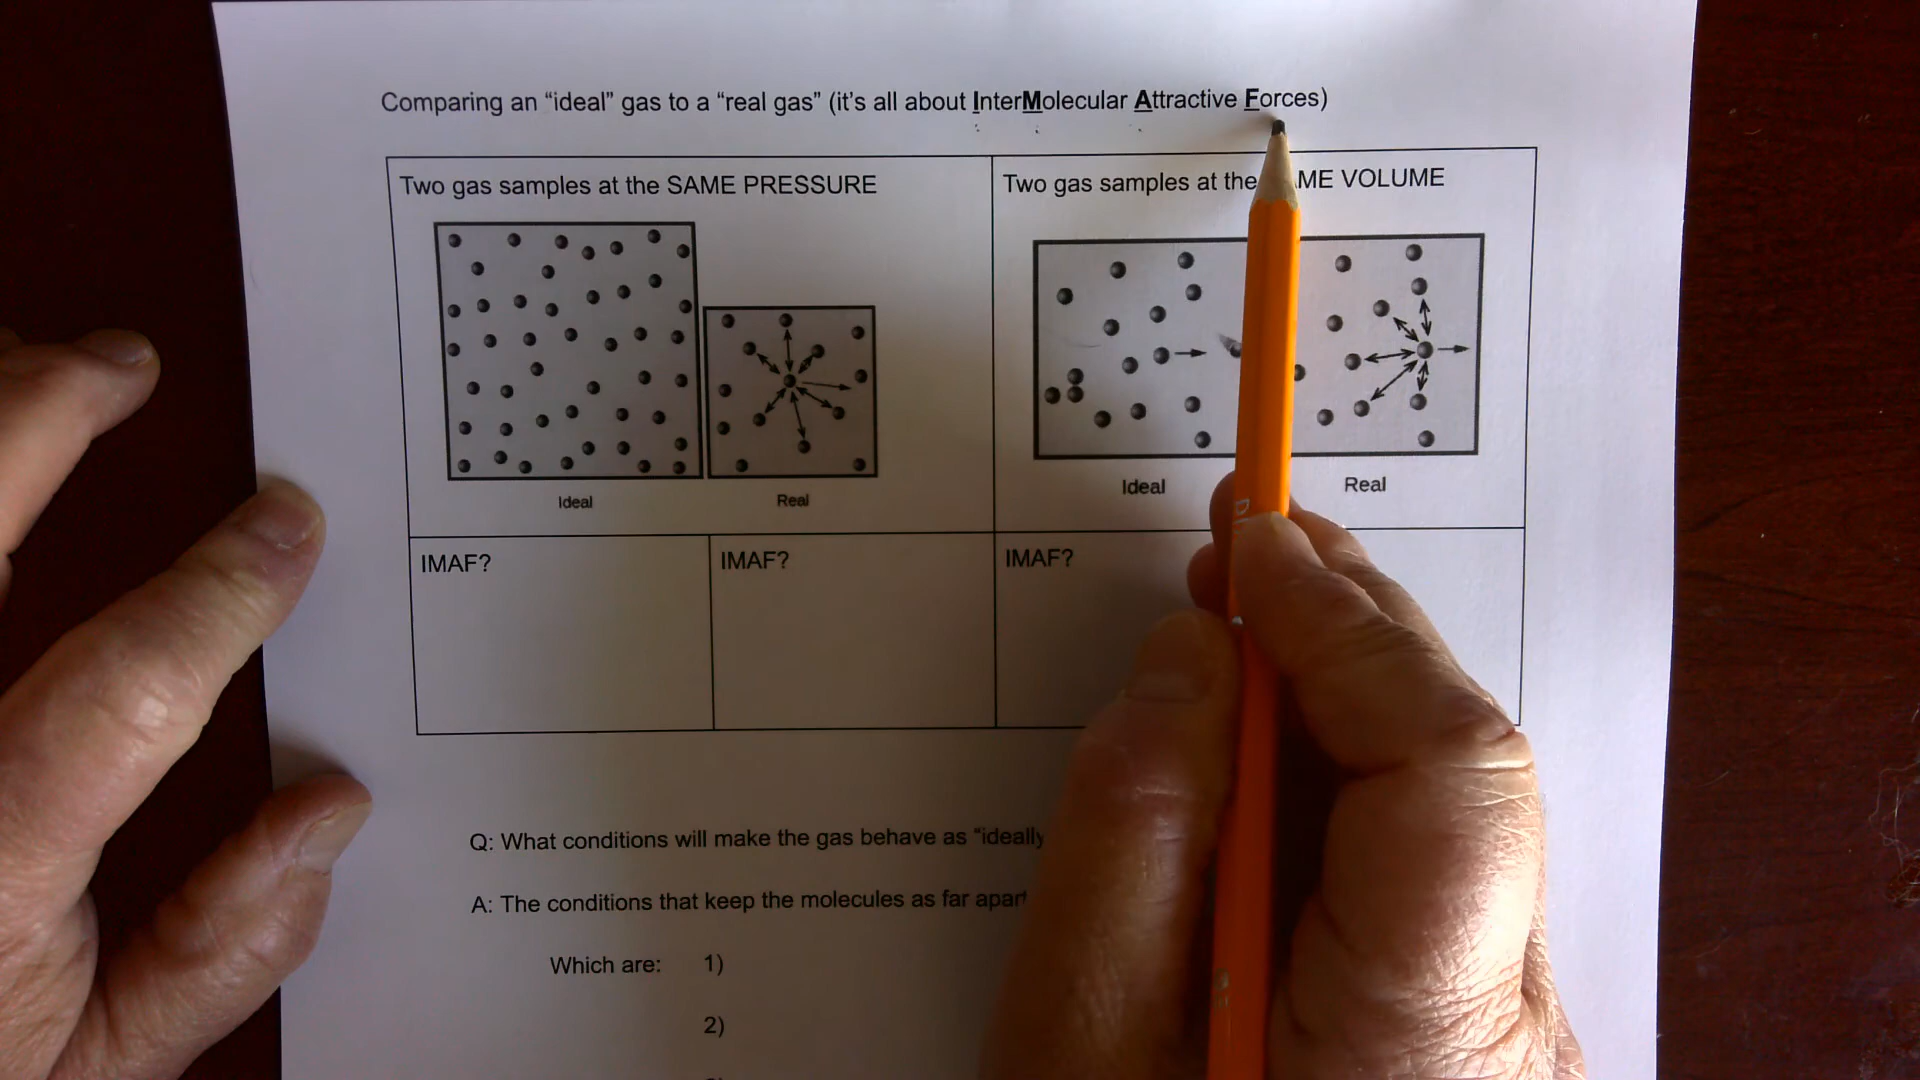 Comparing an “ideal” gas to a “real gas” (it’s all about InterMolecular Attractive Forces)
Two gas samples at the SAME PRESSURE
Two gas samples at the ME VOLUME
Ideal
Real
Ideal
Real
IMAF?
IMAF?
IMAF?
Q: What conditions will make the gas behave as “ideally
A: The conditions that keep the molecules as far apart
Which are: 1)
2)